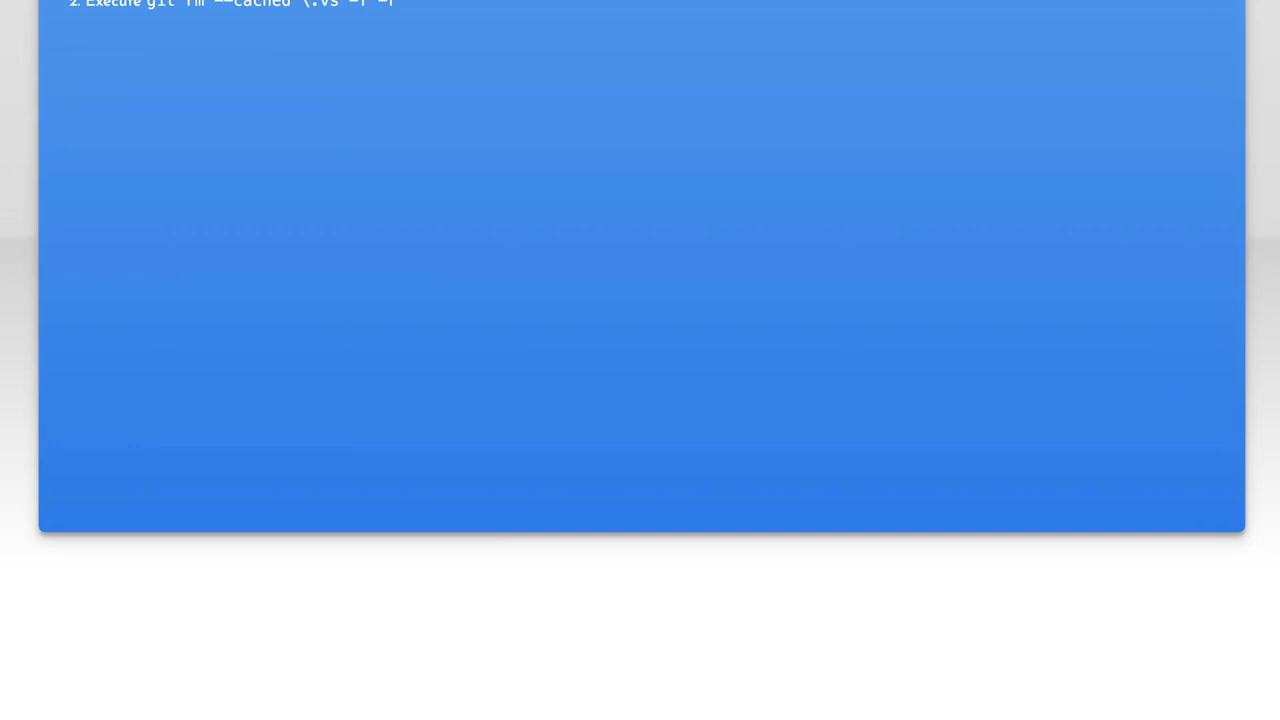 2. Execute git rm --cached \.vs